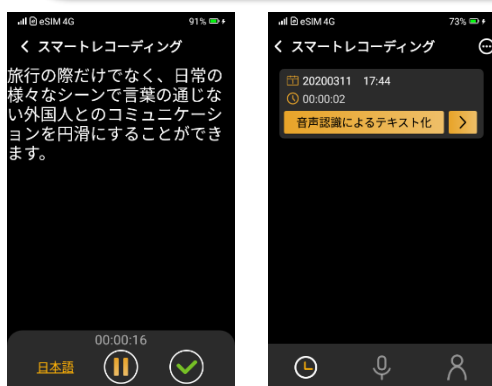 eSIM 4G 91%
スマートレコーディング
旅行の際だけでなく、日常の
様々なシーンで言葉の通じな
い外国人とのコミュニケーシ
ョンを円滑にすることができ
ます。
00:00:16
日本語
eSIM 4G 73%
スマートレコーディング
20200311 17:44
00:00:02
音声認識によるテキスト化